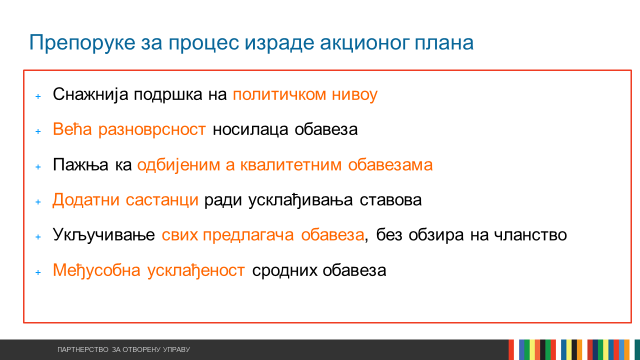 Препоруке за процес израде акционог плана
+ Снажнија подршка на политичком нивоу
+ Већа разноврсност носилаца обавеза
+ Пажња ка одбијеним а квалитетним обавезама
+ Додатни састанци ради усклађивања ставова
+ Укључивање свих предлагача обавеза, без обзира на чланство
+ Међусобна усклађеност сродних обавеза
ПАРТНЕРСТВО ЗА ОТВОРЕНУ УПРАВУ